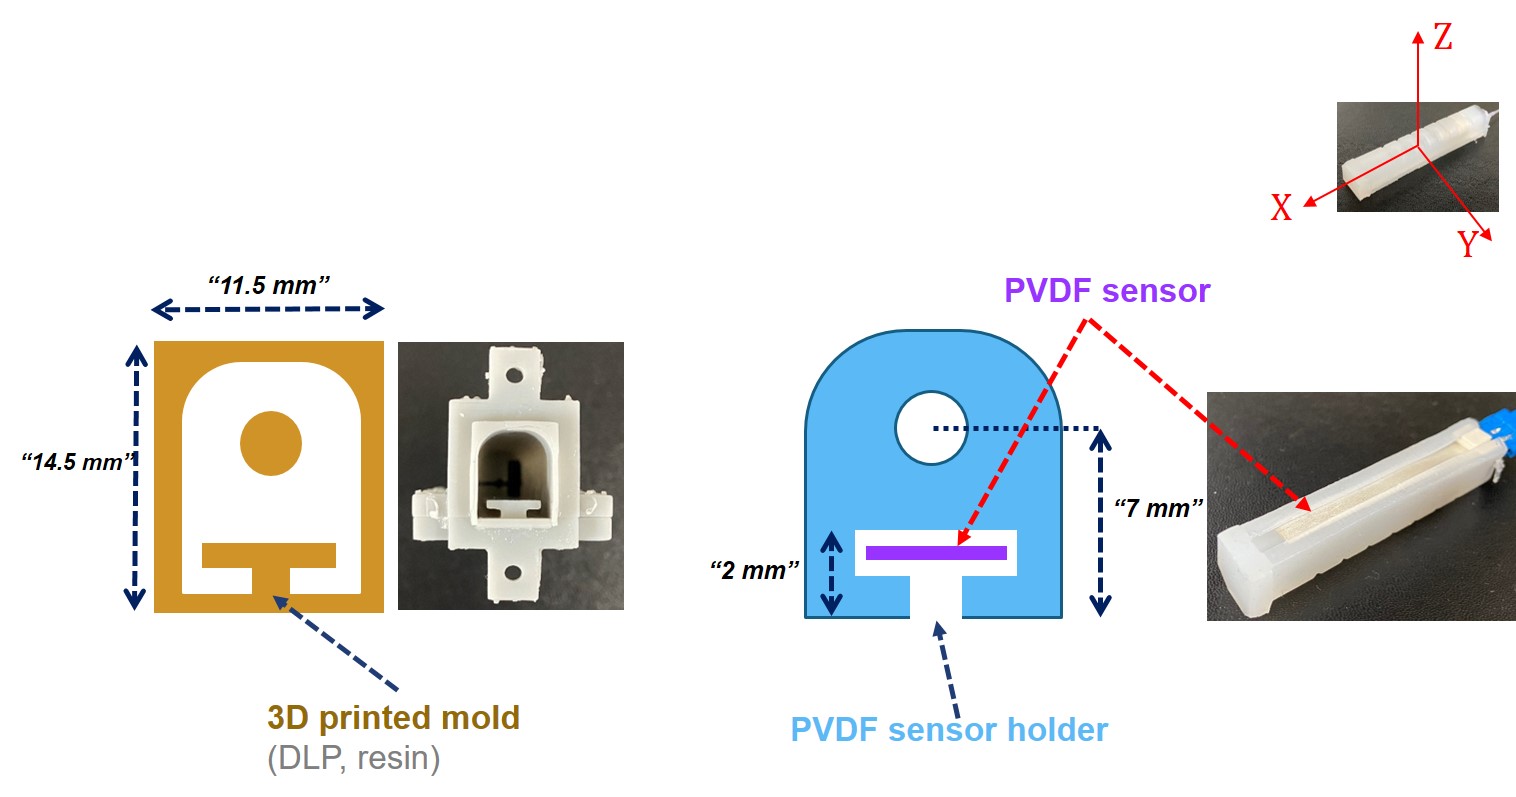 Z
X
Y
“11.5 mm”
PVDF sensor
“14.5 mm”
“7 mm”
“2 mm”
3D printed mold
(DLP, resin)
PVDF sensor holder